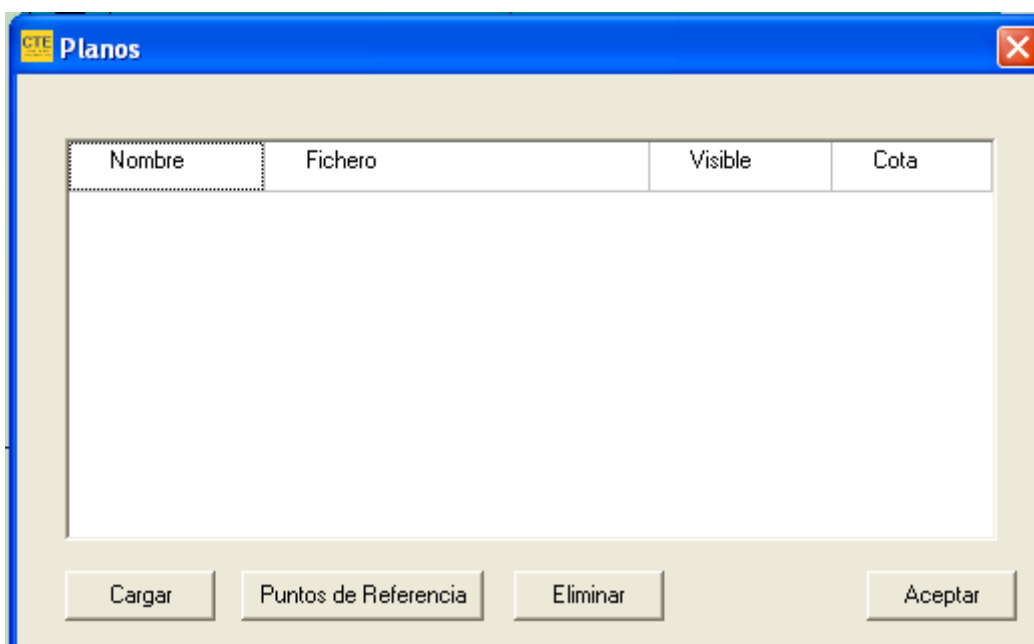 CTE Planos
Nombre Fichero Visible Cota
Cargar Puntos de Referencia Eliminar Aceptar